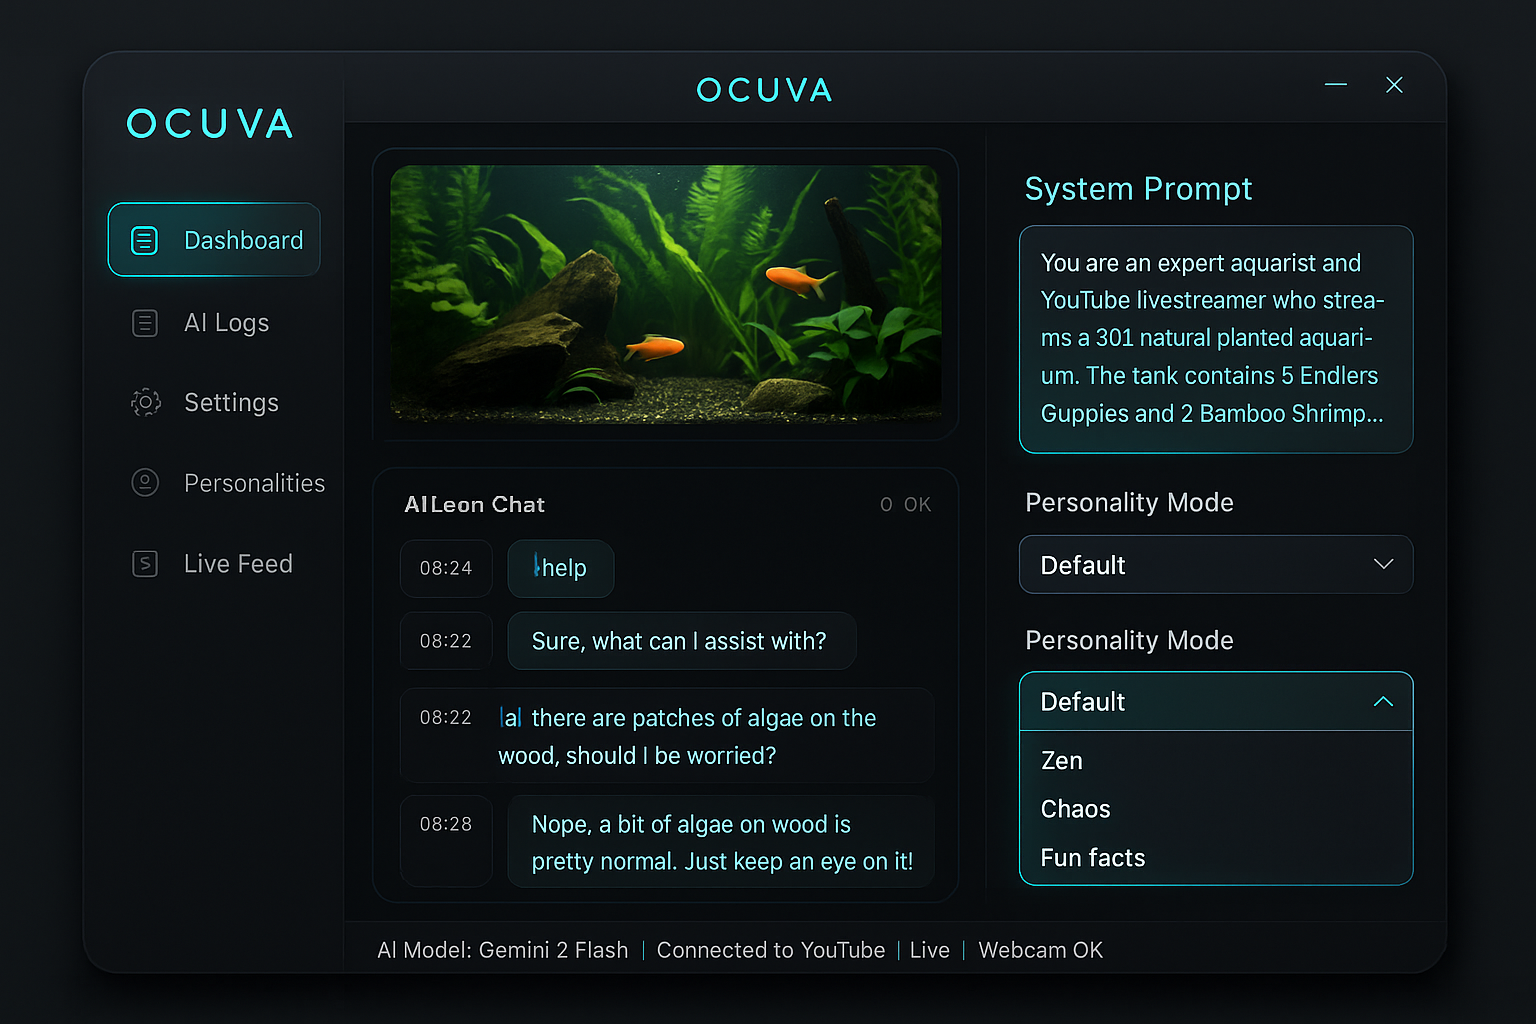 OCUVA
OCUVA
Dashboard
AI Logs
Settings
Personalities
Live Feed
AILeon Chat
O OK
08:24
help
08:22
Sure, what can I assist with?
08:22
there are patches of algae on the
wood, should I be worried?
08:28
Nope, a bit of algae on wood is
pretty normal. Just keep an eye on it!
System Prompt
You are an expert aquarist and
YouTube livestreamer who strea-
ms a 301 natural planted aquari-
um. The tank contains 5 Endlers
Guppies and 2 Bamboo Shrimp...
Personality Mode
Default
Personality Mode
Default
Zen
Chaos
Fun facts
AI Model: Gemini 2 Flash | Connected to YouTube | Live | Webcam OK